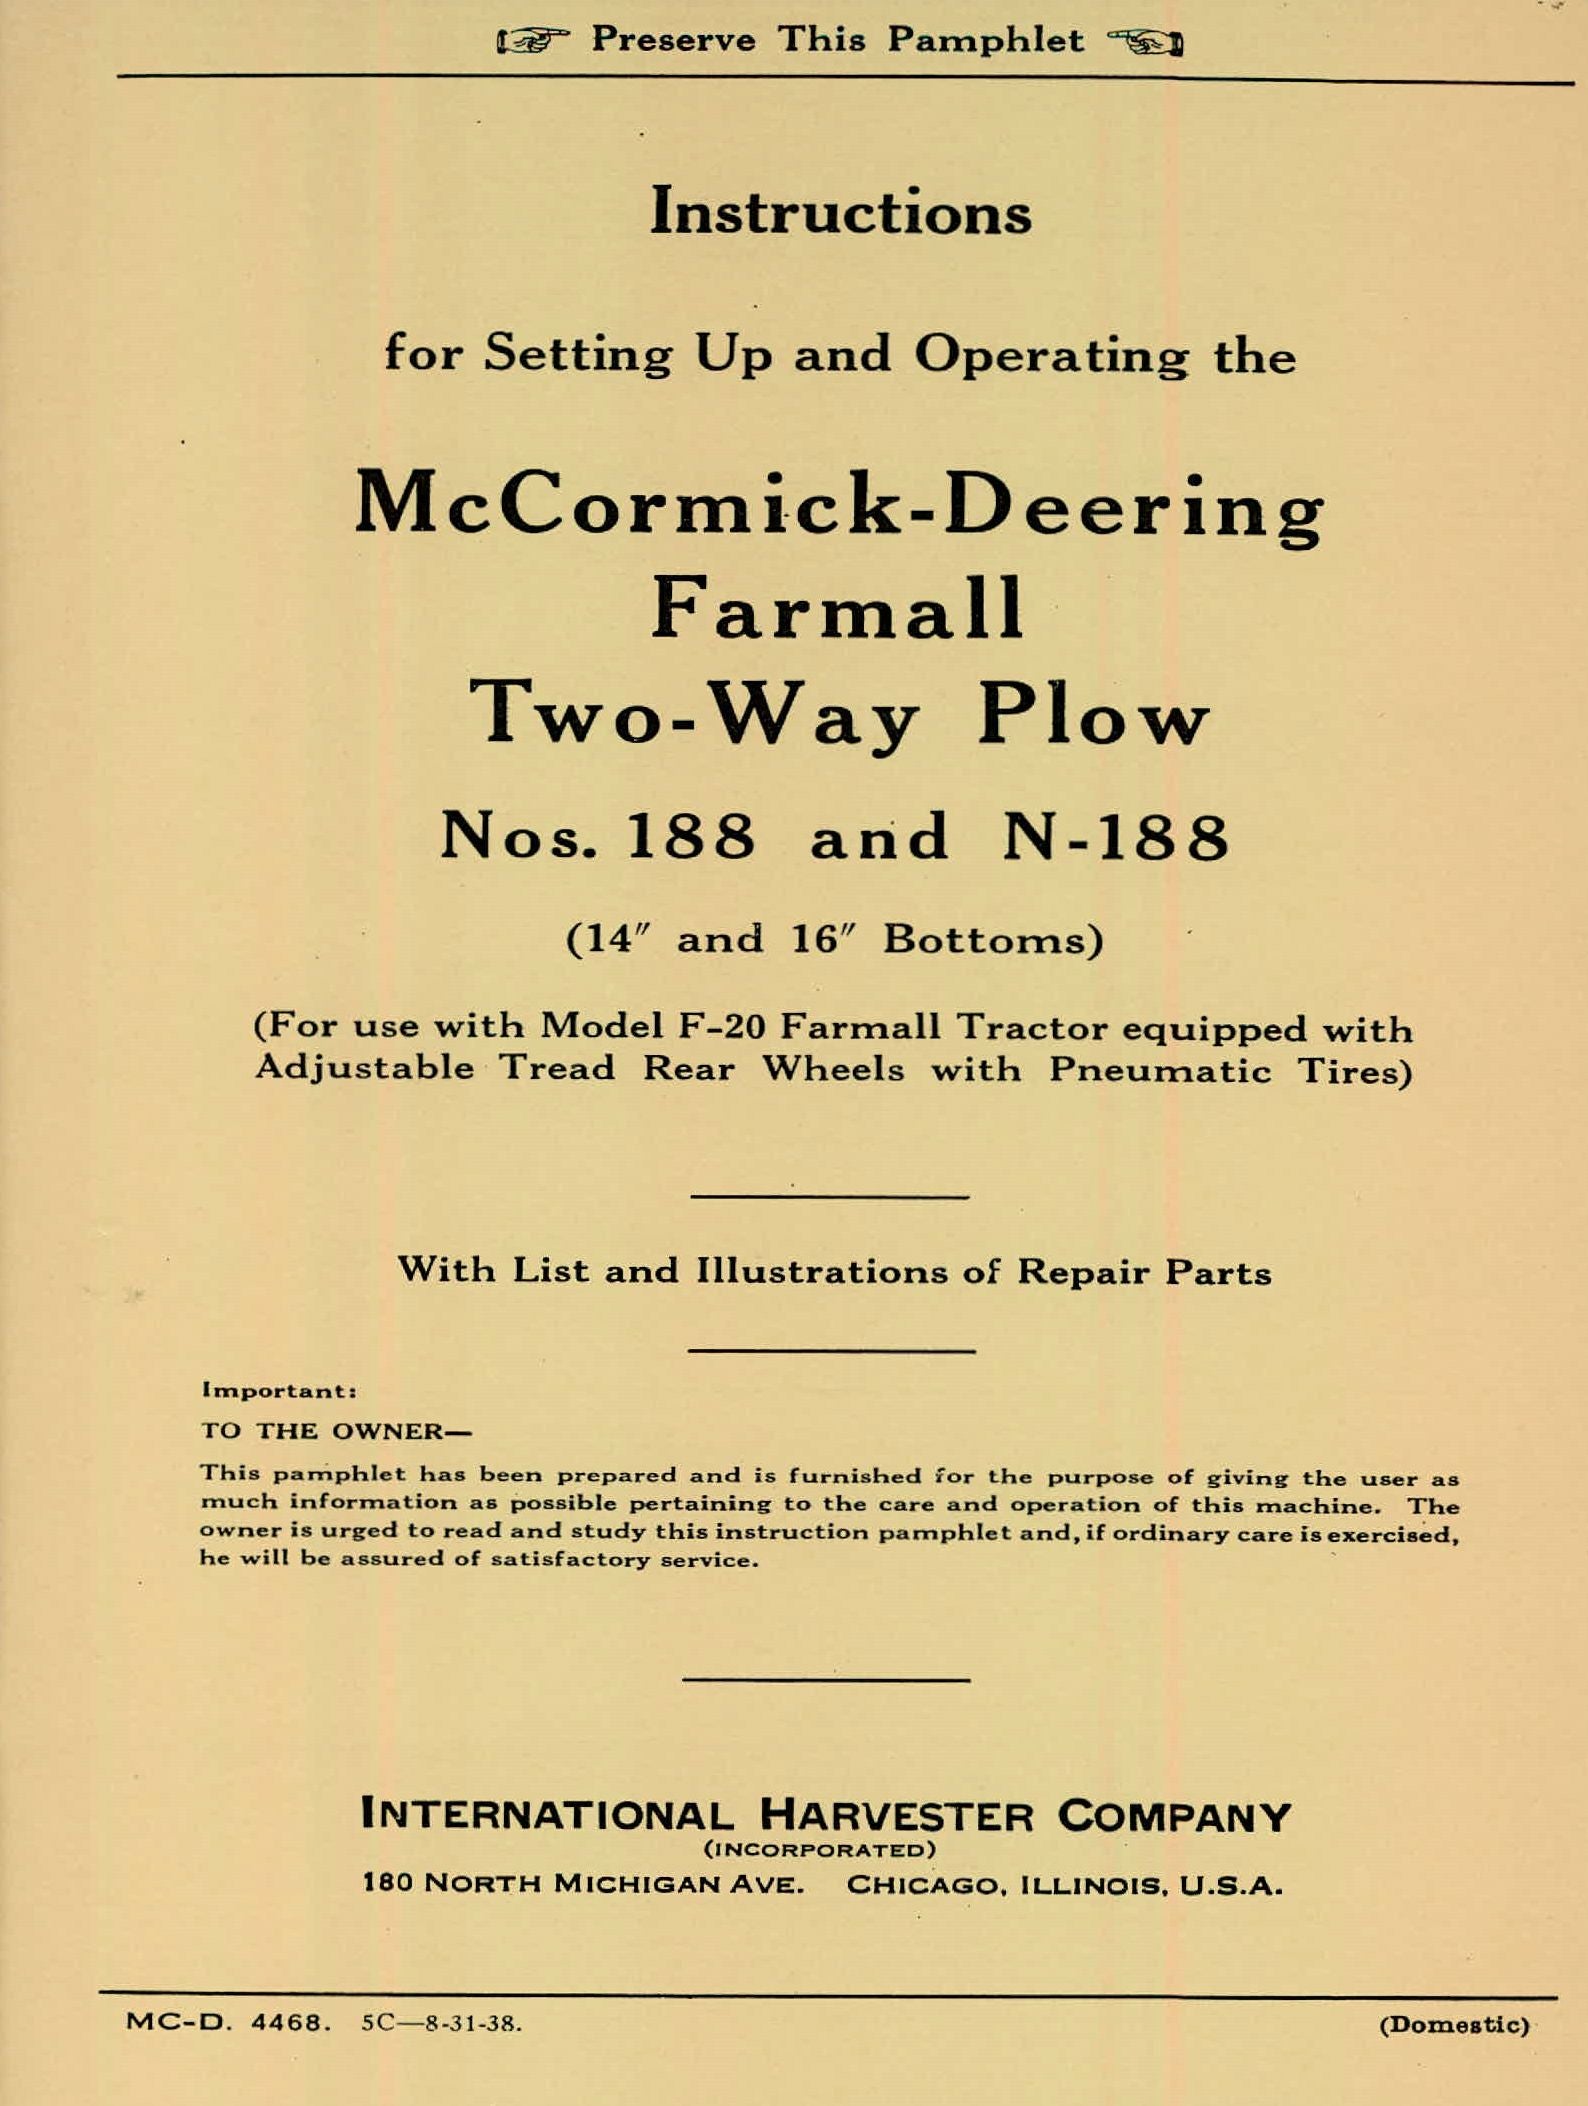 Preserve This Pamphlet
Instructions
for Setting Up and Operating the
McCormick-Deering
Farmall
Two-Way Plow
Nos. 188 and N-188
(14″ and 16″ Bottoms)
(For use with Model F-20 Farmall Tractor equipped with
Adjustable Tread Rear Wheels with Pneumatic Tires)
With List and Illustrations of Repair Parts
Important:
TO THE OWNER—
This pamphlet has been prepared and is furnished for the purpose of giving the user as
much information as possible pertaining to the care and operation of this machine. The
owner is urged to read and study this instruction pamphlet and, if ordinary care is exercised,
he will be assured of satisfactory service.
INTERNATIONAL HARVESTER COMPANY
(INCORPORATED)
180 NORTH MICHIGAN AVE. CHICAGO, ILLINOIS, U.S.A.
MC-D. 4468. 5C—8-31-38. (Domestic)